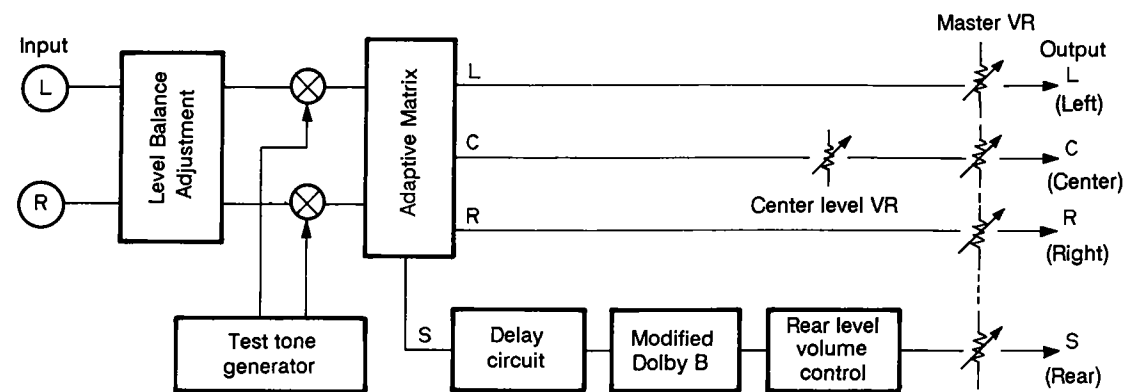 Input
L
R
Level Balance
Adjustment
Test tone
generator
Adaptive Matrix
L
C
R
S
Center level VR
Delay
circuit
Modified
Dolby B
Rear level
volume
control
Master VR
Output
L
(Left)
C
(Center)
R
(Right)
S
(Rear)